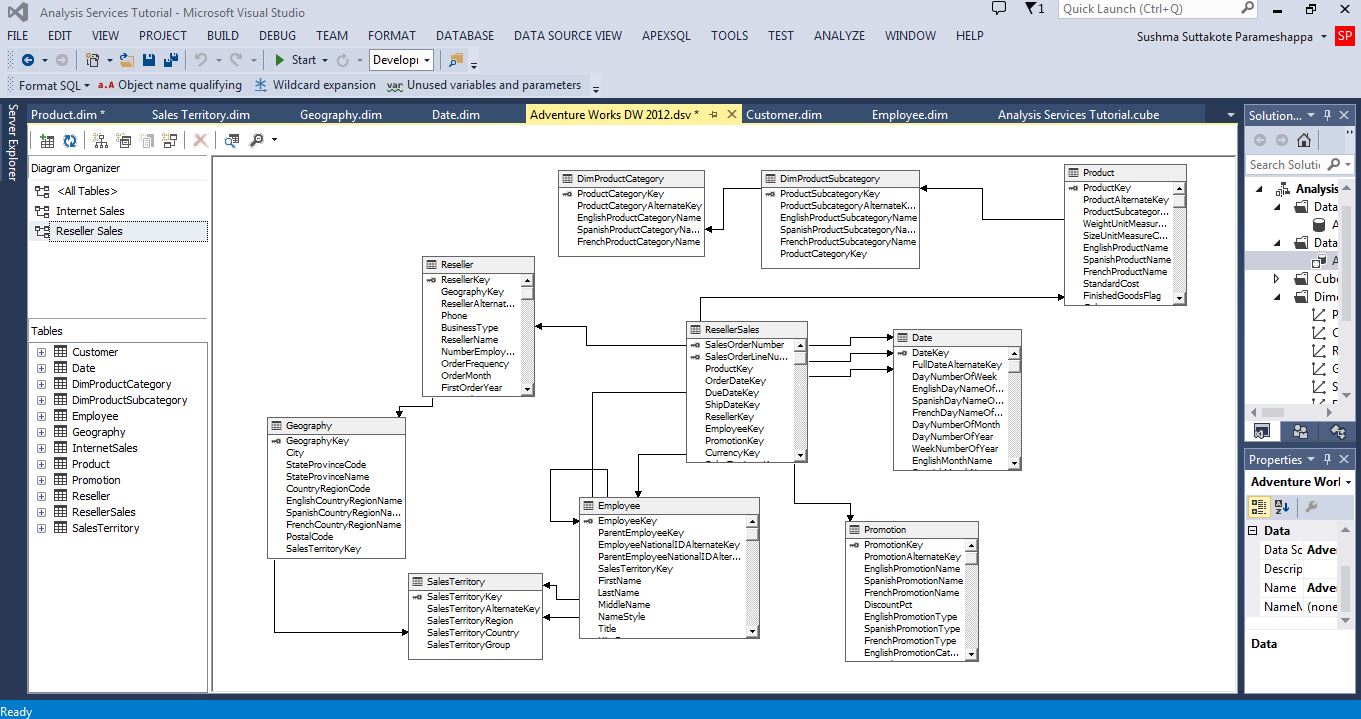 Analysis Services Tutorial - Microsoft Visual Studio
1
Quick Launch (Ctrl+Q)
FILE EDIT VIEW PROJECT BUILD DEBUG TEAM FORMAT DATABASE DATA SOURCE VIEW APEXSQL TOOLS TEST ANALYZE WINDOW HELP
Sushma Suttakote Parameshappa SP
Start Developi
Format SQL a.A Object name qualifying Wildcard expansion var Unused variables and parameters
Server Explorer
Product.dim * Sales Territory.dim Geography.dim Date.dim Adventure Works DW 2012.dsv * Customer.dim Employee.dim Analysis Services Tutorial.cube
Diagram Organizer
<All Tables>
Internet Sales
Reseller Sales
Tables
Customer
Date
DimProductCategory
DimProductSubcategory
Employee
Geography
InternetSales
Product
Promotion
Reseller
ResellerSales
SalesTerritory
DimProductCategory
ProductCategoryKey
ProductCategoryAlternateKey
EnglishProductCategoryName
SpanishProductCategoryNa...
FrenchProductCategoryName
DimProductSubcategory
ProductSubcategoryKey
ProductSubcategoryAlternateK...
EnglishProductSubcategoryName
SpanishProductSubcategoryNa...
FrenchProductSubcategoryName
ProductCategoryKey
Product
ProductKey
ProductAlternateKey
ProductSubcategor...
WeightUnitMeasur...
SizeUnitMeasureC...
EnglishProductName
SpanishProductName
FrenchProductName
StandardCost
FinishedGoodsFlag
Reseller
ResellerKey
GeographyKey
ResellerAlternat...
Phone
BusinessType
ResellerName
NumberEmploy...
OrderFrequency
OrderMonth
FirstOrderYear
ResellerSales
SalesOrderNumber
SalesOrderLineNu...
ProductKey
OrderDateKey
DueDateKey
ShipDateKey
ResellerKey
EmployeeKey
PromotionKey
CurrencyKey
Date
DateKey
FullDateAlternateKey
DayNumberOfWeek
EnglishDayNameOf...
SpanishDayNameO...
FrenchDayNameOf...
DayNumberOfMonth
DayNumberOfYear
WeekNumberOfYear
EnglishMonthName
Geography
GeographyKey
City
StateProvinceCode
StateProvinceName
CountryRegionCode
EnglishCountryRegionName
SpanishCountryRegionNa...
FrenchCountryRegionName
PostalCode
SalesTerritoryKey
Employee
EmployeeKey
ParentEmployeeKey
EmployeeNationalIDAlternateKey
ParentEmployeeNationalIDAlter...
SalesTerritoryKey
FirstName
LastName
MiddleName
NameStyle
Title
SalesTerritory
SalesTerritoryKey
SalesTerritoryAlternateKey
SalesTerritoryRegion
SalesTerritoryCountry
SalesTerritoryGroup
Promotion
PromotionKey
PromotionAlternateKey
EnglishPromotionName
SpanishPromotionName
FrenchPromotionName
DiscountPct
EnglishPromotionType
SpanishPromotionType
FrenchPromotionType
EnglishPromotionCat...
Solution...
Search Soluti
Analysis
Data
Data
A
Cube
Dime
Properties
Adventure Worl
Data
Data Sc Adve
Descrip
Name Adve
NameM (none
Data
Ready